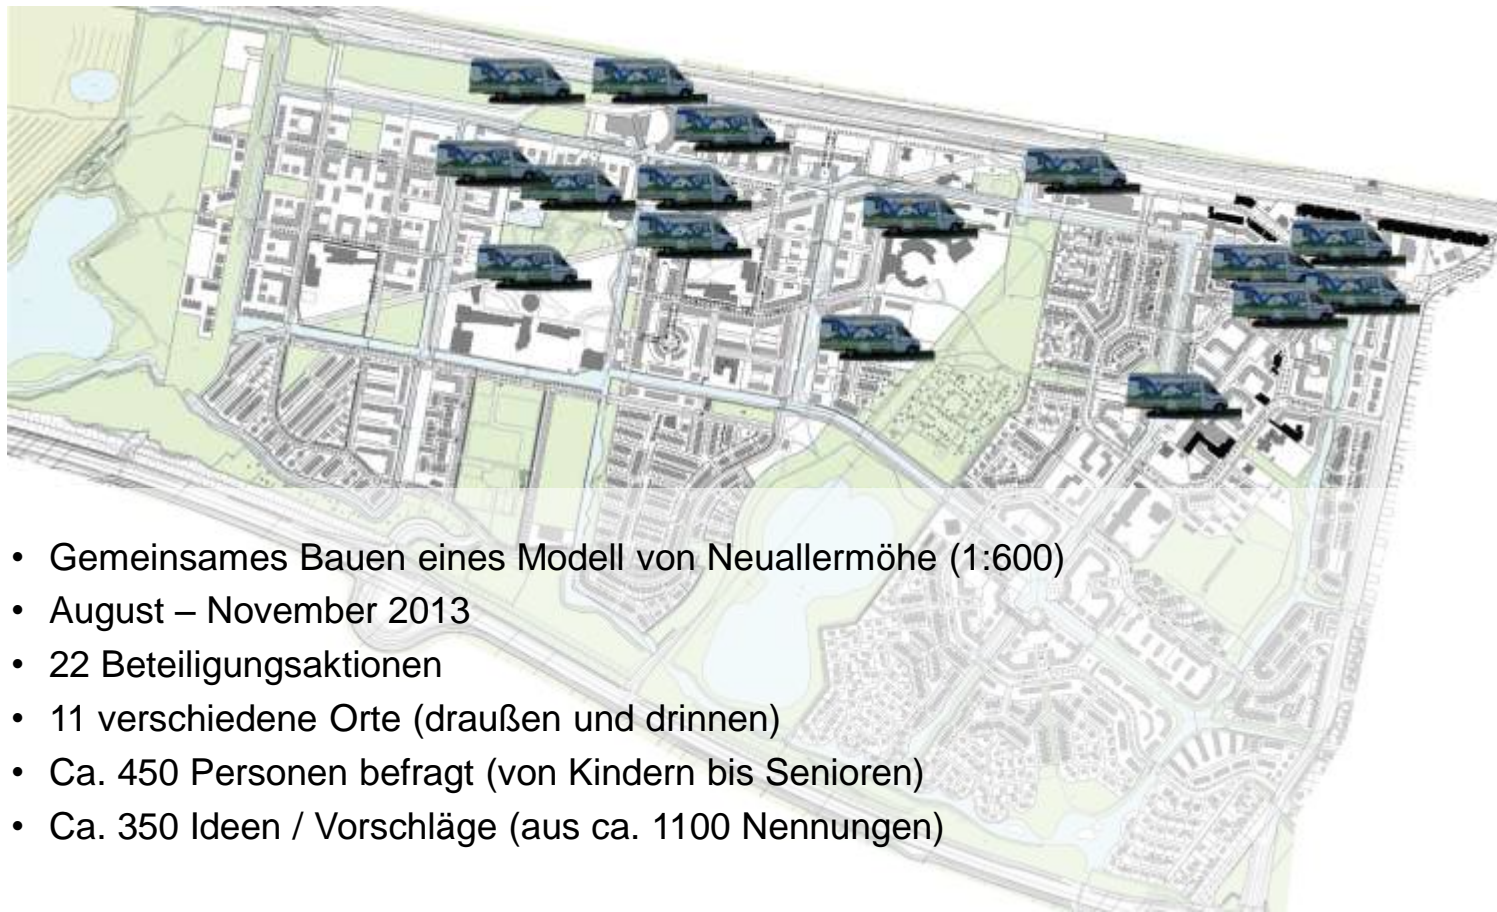 • Gemeinsames Bauen eines Modell von Neuallermöhe (1:600)
• August – November 2013
• 22 Beteiligungsaktionen
• 11 verschiedene Orte (draußen und drinnen)
• Ca. 450 Personen befragt (von Kindern bis Senioren)
• Ca. 350 Ideen / Vorschläge (aus ca. 1100 Nennungen)